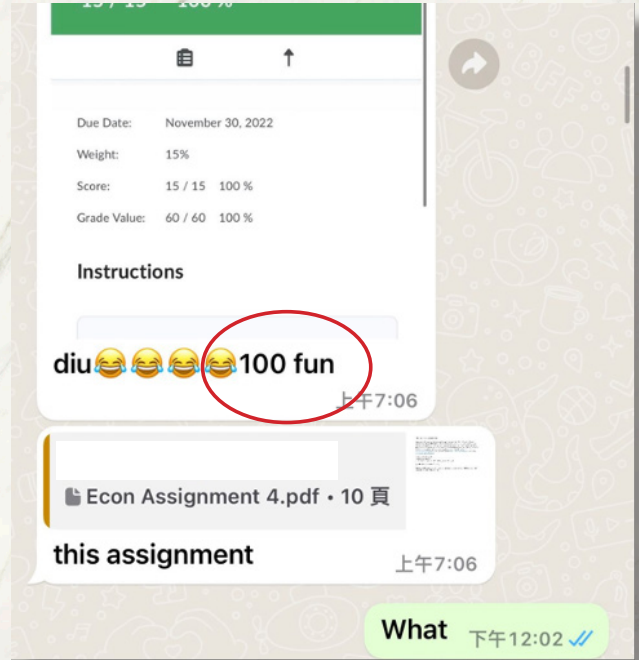 15 / 15 100 %
Due Date: November 30, 2022
Weight: 15%
Score: 15 / 15 100 %
Grade Value: 60 / 60 100 %
Instructions
diu😂😂😂😂100 fun
上午7:06
Econ Assignment 4.pdf • 10 頁
this assignment
上午7:06
What
下午12:02